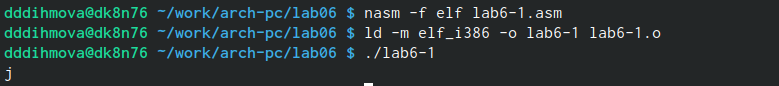 dddihmova@dk8n76 ~/work/arch-pc/lab06 $ nasm -f elf lab6-1.asm
dddihmova@dk8n76 ~/work/arch-pc/lab06 $ ld -m elf_i386 -o lab6-1 lab6-1.o
dddihmova@dk8n76 ~/work/arch-pc/lab06 $ ./lab6-1
j